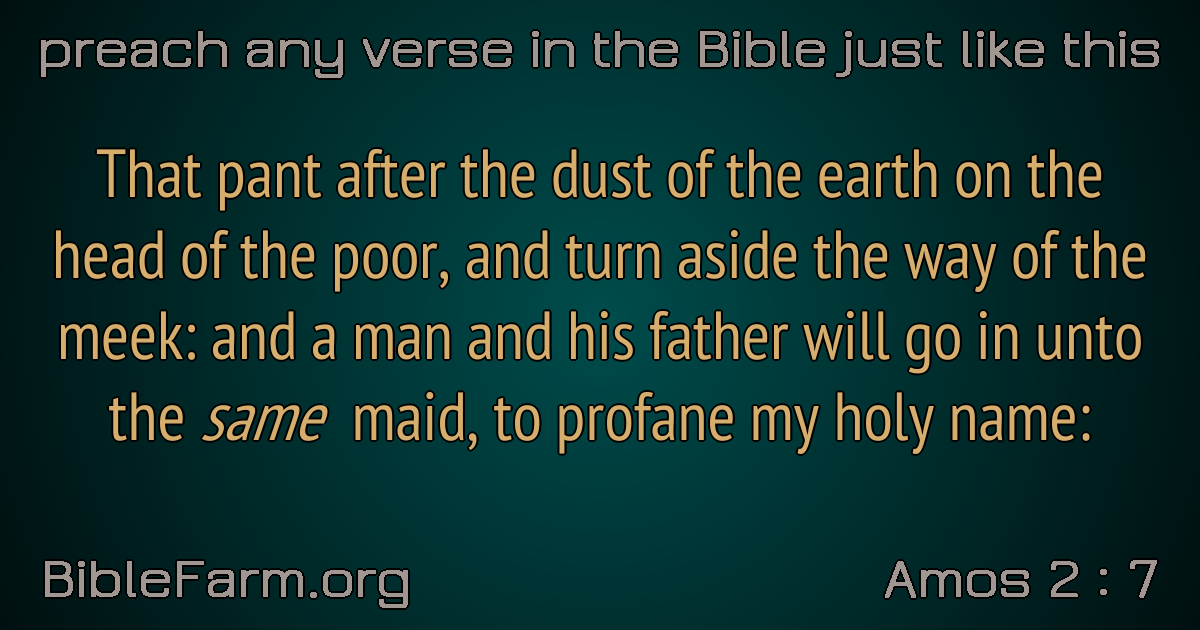 preach any verse in the Bible just like this
That pant after the dust of the earth on the
head of the poor, and turn aside the way of the
meek: and a man and his father will go in unto
the same maid, to profane my holy name:
BibleFarm.org
Amos 2 : 7